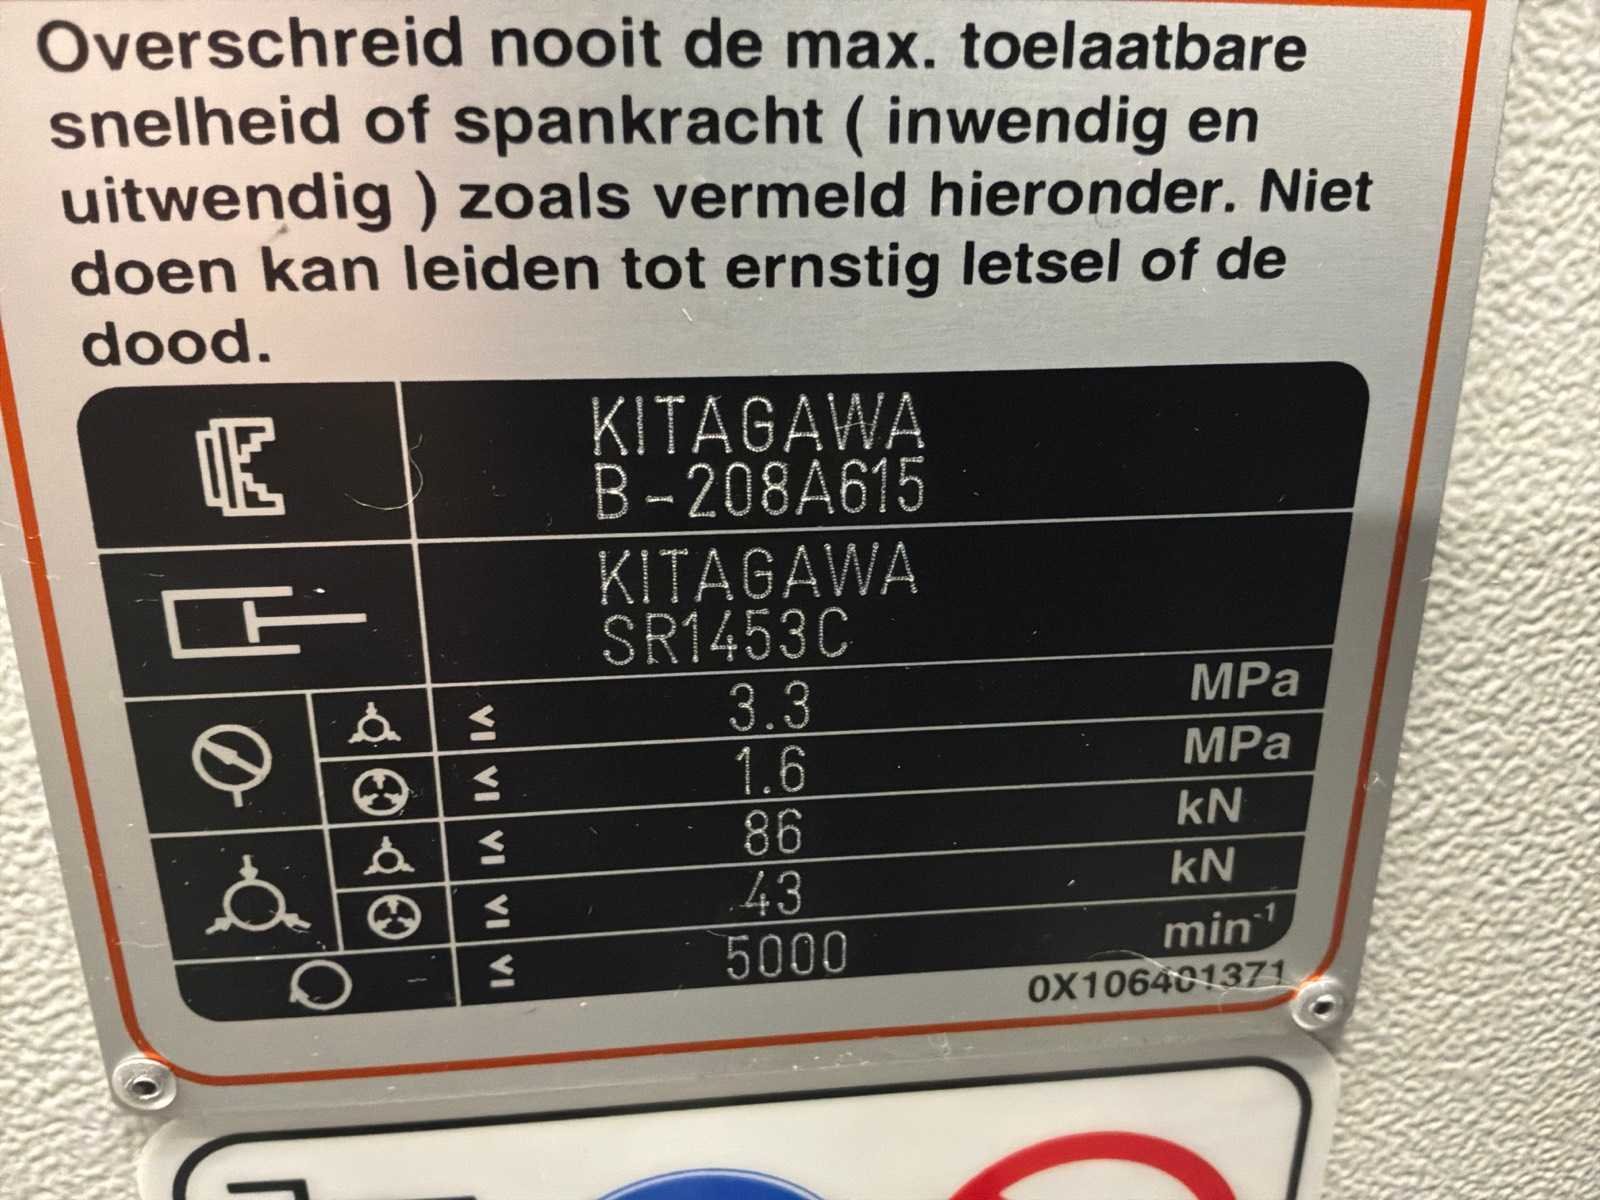 Overschreid nooit de max. toelaatbare
snelheid of spankracht ( inwendig en
uitwendig ) zoals vermeld hieronder. Niet
doen kan leiden tot ernstig letsel of de
dood.
KITAGAWA
B-208A615
KITAGAWA
SR1453C
≤ 3.3 MPa
≤ 1.6 MPa
≤ 86 kN
≤ 43 kN
≤ 5000 min⁻¹
0X106401371